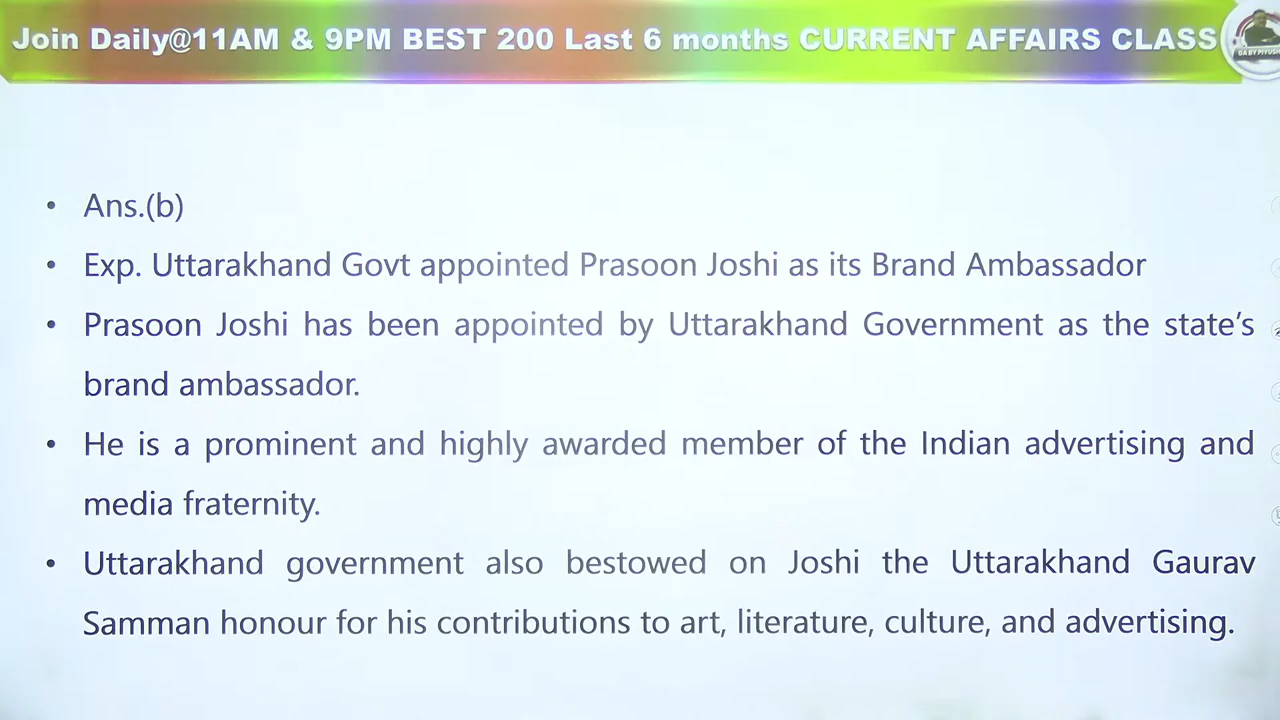 Join Daily@11AM & 9PM BEST 200 Last 6 months CURRENT AFFAIRS CLASS
GA BY PIYUSH
• Ans.(b)
• Exp. Uttarakhand Govt appointed Prasoon Joshi as its Brand Ambassador
• Prasoon Joshi has been appointed by Uttarakhand Government as the state’s
brand ambassador.
• He is a prominent and highly awarded member of the Indian advertising and
media fraternity.
• Uttarakhand government also bestowed on Joshi the Uttarakhand Gaurav
Samman honour for his contributions to art, literature, culture, and advertising.